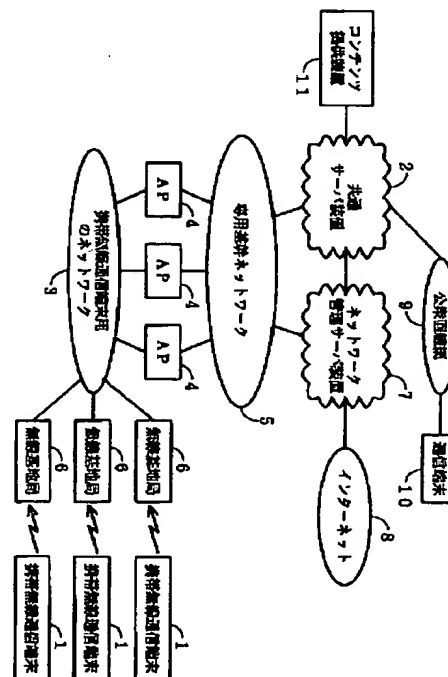 コンテンツ
提供装置
11
共通
サーバ装置
2
公衆回線網
9
通信端末
10
ネットワーク
管理サーバ装置
7
インターネット
8
専用基幹ネットワーク
5
AP
4
AP
4
AP
4
携帯無線通信端末用
のネットワーク
3
無線基地局
6
無線基地局
6
無線基地局
6
携帯無線通信端末
1
携帯無線通信端末
1
携帯無線通信端末
1